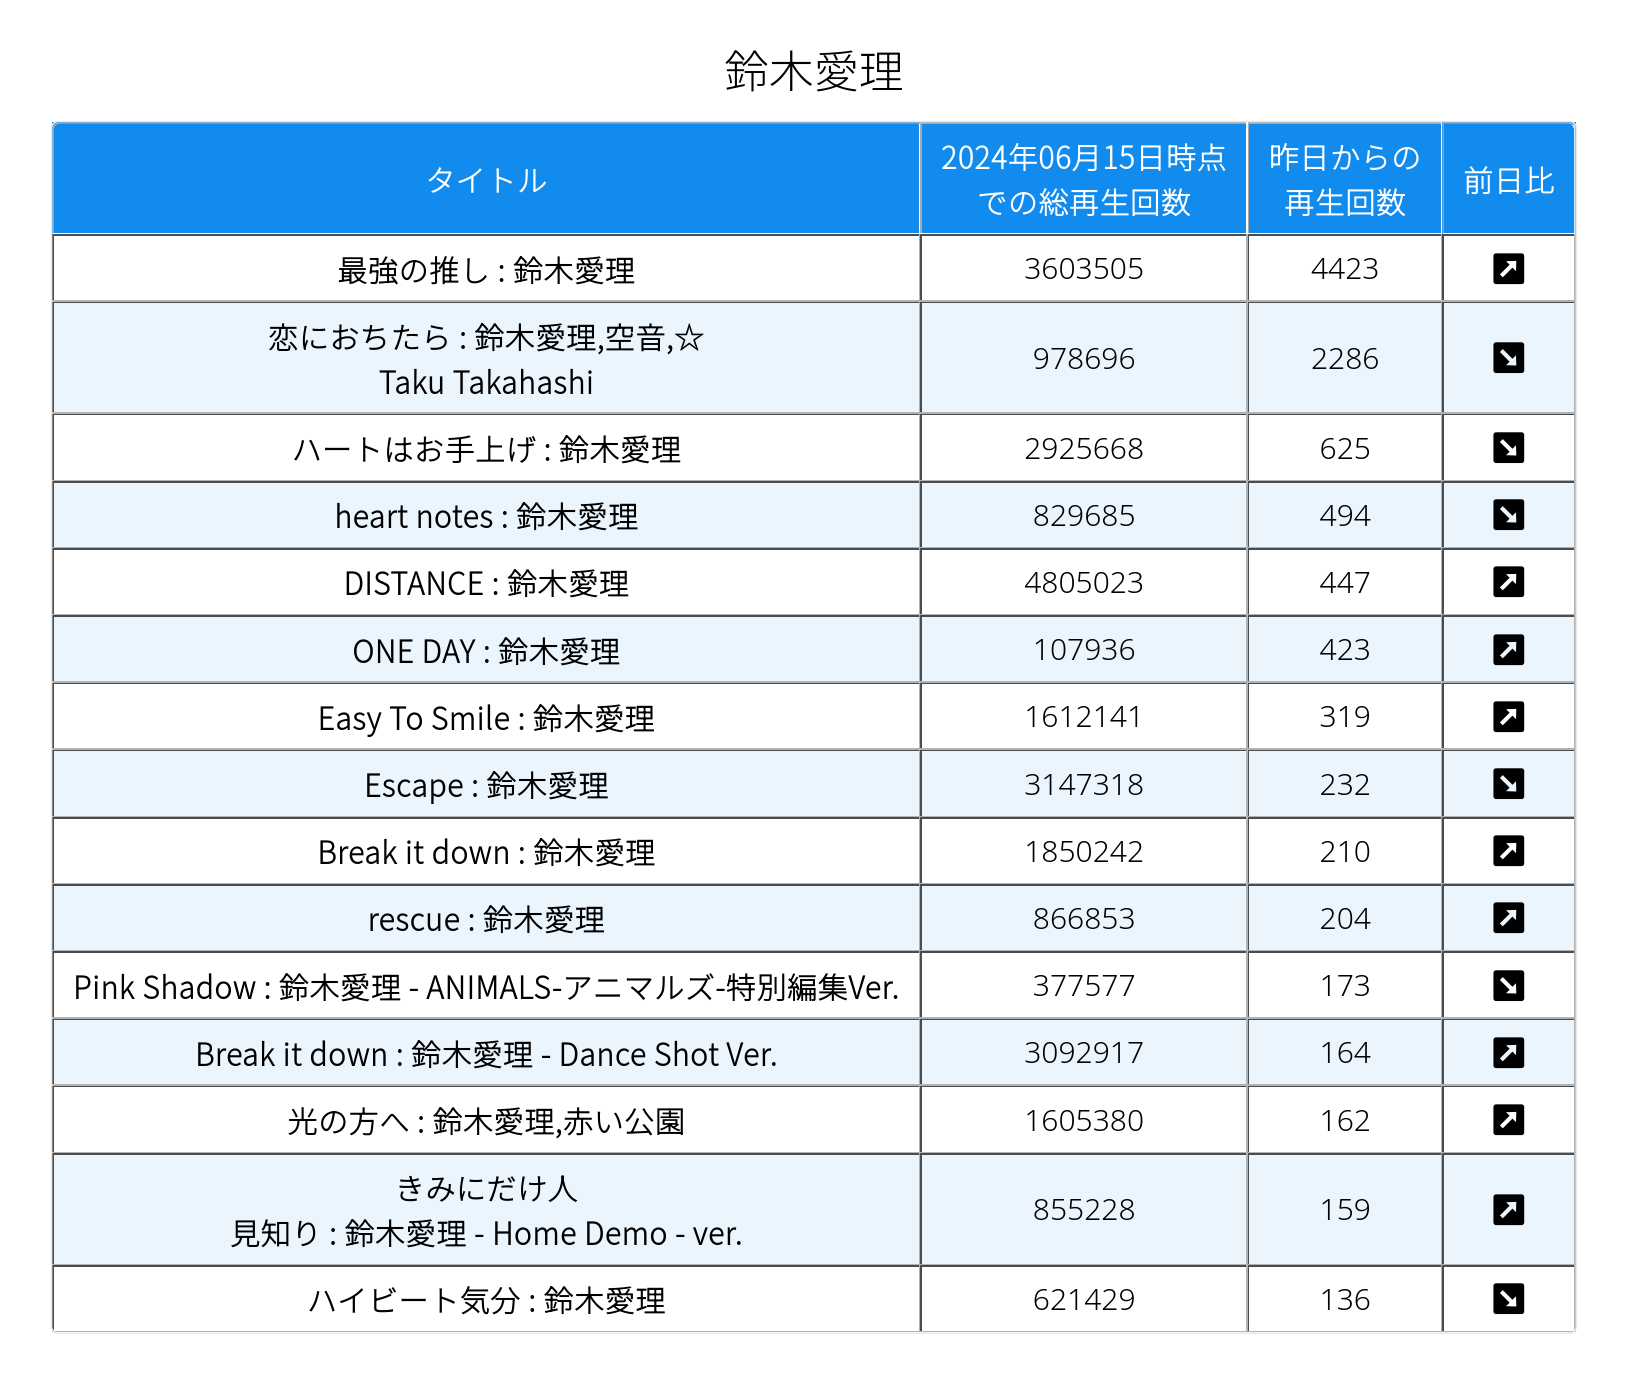 鈴木愛理
タイトル
2024年06月15日時点
での総再生回数
昨日からの
再生回数
前日比
最強の推し : 鈴木愛理 3603505 4423
恋におちたら : 鈴木愛理,空音,☆
Taku Takahashi
978696 2286
ハートはお手上げ : 鈴木愛理 2925668 625
heart notes : 鈴木愛理 829685 494
DISTANCE : 鈴木愛理 4805023 447
ONE DAY : 鈴木愛理 107936 423
Easy To Smile : 鈴木愛理 1612141 319
Escape : 鈴木愛理 3147318 232
Break it down : 鈴木愛理 1850242 210
rescue : 鈴木愛理 866853 204
Pink Shadow : 鈴木愛理 - ANIMALS-アニマルズ-特別編集Ver. 377577 173
Break it down : 鈴木愛理 - Dance Shot Ver. 3092917 164
光の方へ : 鈴木愛理,赤い公園 1605380 162
きみにだけ人
見知り : 鈴木愛理 - Home Demo - ver.
855228 159
ハイビート気分 : 鈴木愛理 621429 136